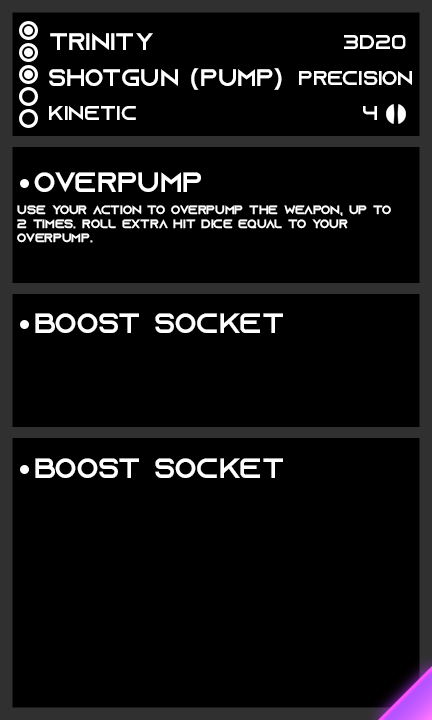 TRINITY 3D20
SHOTGUN (PUMP) PRECISION
KINETIC 4
•OVERPUMP
USE YOUR ACTION TO OVERPUMP THE WEAPON, UP TO
2 TIMES. ROLL EXTRA HIT DICE EQUAL TO YOUR
OVERPUMP.
•BOOST SOCKET
•BOOST SOCKET